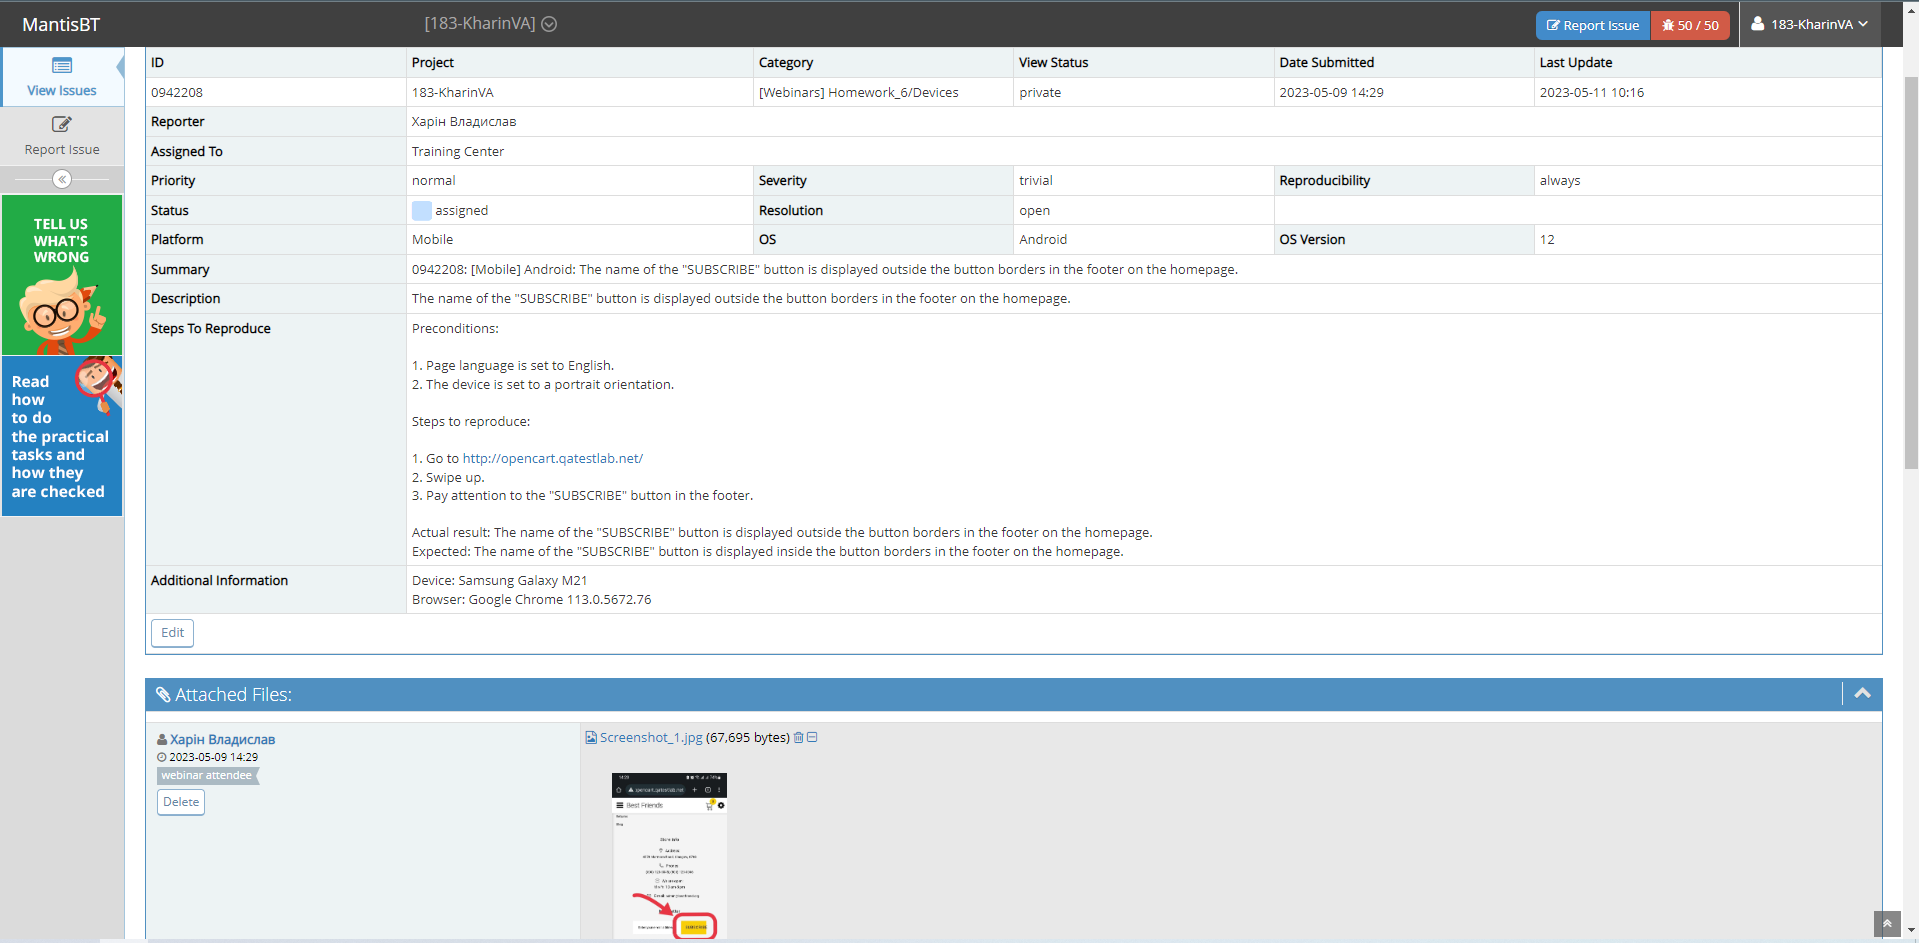 MantisBT
[183-KharinVA]
Report Issue
50 / 50
183-KharinVA
View Issues
Report Issue
TELL US
WHAT'S
WRONG
Read
how
to do
the practical
tasks and
how they
are checked
ID Project Category View Status Date Submitted Last Update
0942208 183-KharinVA [Webinars] Homework_6/Devices private 2023-05-09 14:29 2023-05-11 10:16
Reporter Харін Владислав
Assigned To Training Center
Priority normal Severity trivial Reproducibility always
Status assigned Resolution open
Platform Mobile OS Android OS Version 12
Summary 0942208: [Mobile] Android: The name of the "SUBSCRIBE" button is displayed outside the button borders in the footer on the homepage.
Description The name of the "SUBSCRIBE" button is displayed outside the button borders in the footer on the homepage.
Steps To Reproduce Preconditions:
1. Page language is set to English.
2. The device is set to a portrait orientation.
Steps to reproduce:
1. Go to http://opencart.qatestlab.net/
2. Swipe up.
3. Pay attention to the "SUBSCRIBE" button in the footer.
Actual result: The name of the "SUBSCRIBE" button is displayed outside the button borders in the footer on the homepage.
Expected: The name of the "SUBSCRIBE" button is displayed inside the button borders in the footer on the homepage.
Additional Information Device: Samsung Galaxy M21
Browser: Google Chrome 113.0.5672.76
Edit
Attached Files:
Харін Владислав
2023-05-09 14:29
webinar attendee
Delete
Screenshot_1.jpg (67,695 bytes)
opencart.qatestlab.net
Best Friends
Store Info